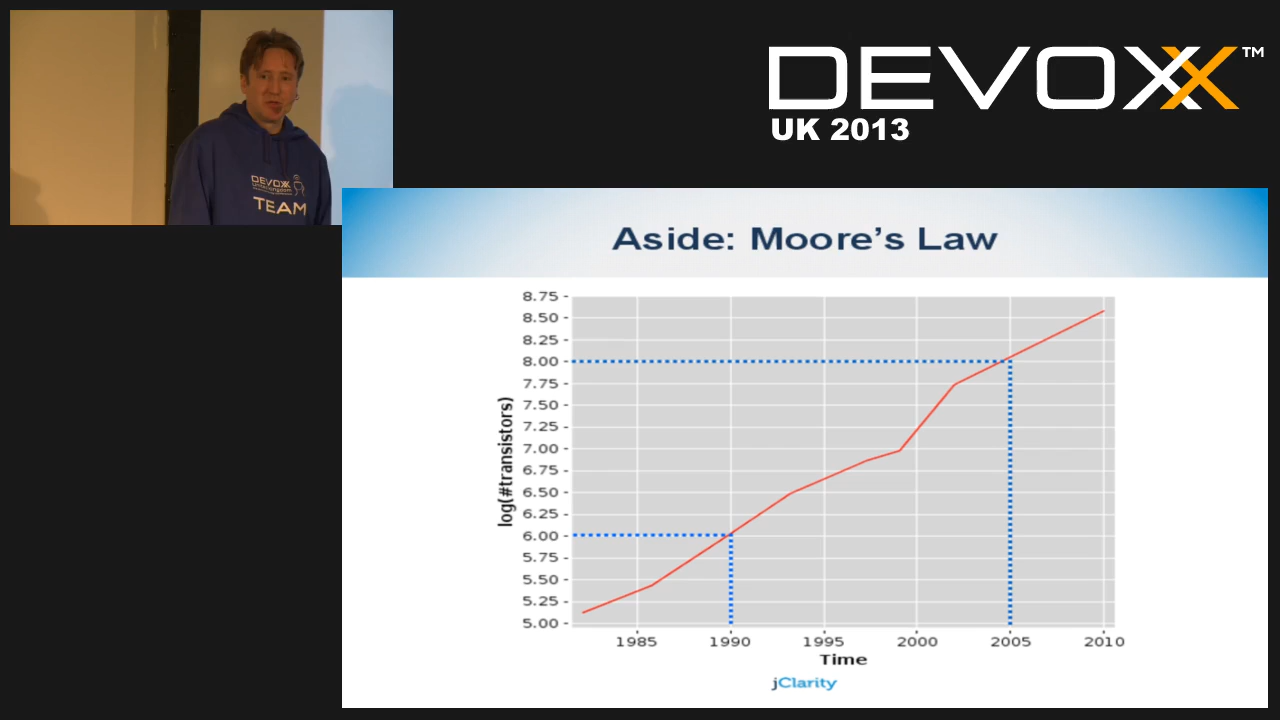 DEVOXX™
UK 2013
DEVOXX
TEAM
Aside: Moore's Law
log(#transistors)
8.75
8.50
8.25
8.00
7.75
7.50
7.25
7.00
6.75
6.50
6.25
6.00
5.75
5.50
5.25
5.00
1985 1990 1995 2000 2005 2010
Time
jClarity